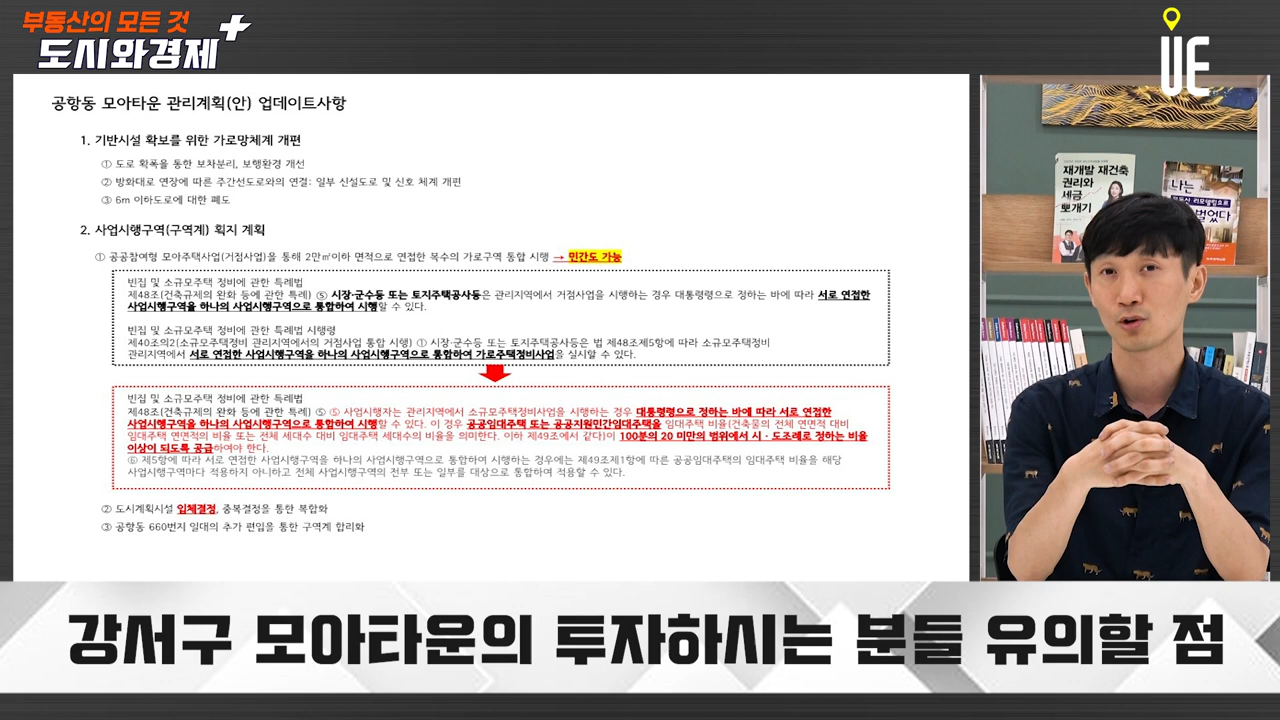 부동산의 모든 것
도시와경제
UE
공항동 모아타운 관리계획(안) 업데이트사항
1. 기반시설 확보를 위한 가로망체계 개편
① 도로 확폭을 통한 보차분리, 보행환경 개선
② 방화대로 연장에 따른 주간선도로와의 연결: 일부 신설도로 및 신호 체계 개편
③ 6m 이하도로에 대한 폐도
2. 사업시행구역(구역계) 획지 계획
① 공공참여형 모아주택사업(거점사업)을 통해 2만㎡이하 면적으로 연접한 복수의 가로구역 통합 시행 → 민간도 가능
빈집 및 소규모주택 정비에 관한 특례법
제48조(건축규제의 완화 등에 관한 특례) ⑤ 시장·군수등 또는 토지주택공사등은 관리지역에서 거점사업을 시행하는 경우 대통령령으로 정하는 바에 따라 서로 연접한
사업시행구역을 하나의 사업시행구역으로 통합하여 시행할 수 있다.
빈집 및 소규모주택 정비에 관한 특례법 시행령
제40조의2(소규모주택정비 관리지역에서의 거점사업 통합 시행) ① 시장·군수등 또는 토지주택공사등은 법 제48조제5항에 따라 소규모주택정비
관리지역에서 서로 연접한 사업시행구역을 하나의 사업시행구역으로 통합하여 가로주택정비사업을 실시할 수 있다.
빈집 및 소규모주택 정비에 관한 특례법
제48조(건축규제의 완화 등에 관한 특례) ⑤ ⑤ 사업시행자는 관리지역에서 소규모주택정비사업을 시행하는 경우 대통령령으로 정하는 바에 따라 서로 연접한
사업시행구역을 하나의 사업시행구역으로 통합하여 시행할 수 있다. 이 경우 공공임대주택 또는 공공지원민간임대주택을 임대주택 비율(건축물의 전체 연면적 대비
임대주택 연면적의 비율 또는 전체 세대수 대비 임대주택 세대수의 비율을 의미한다. 이하 제49조에서 같다)이 100분의 20 미만의 범위에서 시·도조례로 정하는 비율
이상이 되도록 공급하여야 한다.
⑥ 제5항에 따라 서로 연접한 사업시행구역을 하나의 사업시행구역으로 통합하여 시행하는 경우에는 제49조제1항에 따른 공공임대주택의 임대주택 비율을 해당
사업시행구역마다 적용하지 아니하고 전체 사업시행구역의 전부 또는 일부를 대상으로 통합하여 적용할 수 있다.
② 도시계획시설 입체결정, 중복결정을 통한 복합화
③ 공항동 660번지 일대의 추가 편입을 통한 구역계 합리화
재개발 재건축
권리와
세금
뽀개기
나는
리모델링으로
벌었다
강서구 모아타운의 투자하시는 분들 유의할 점